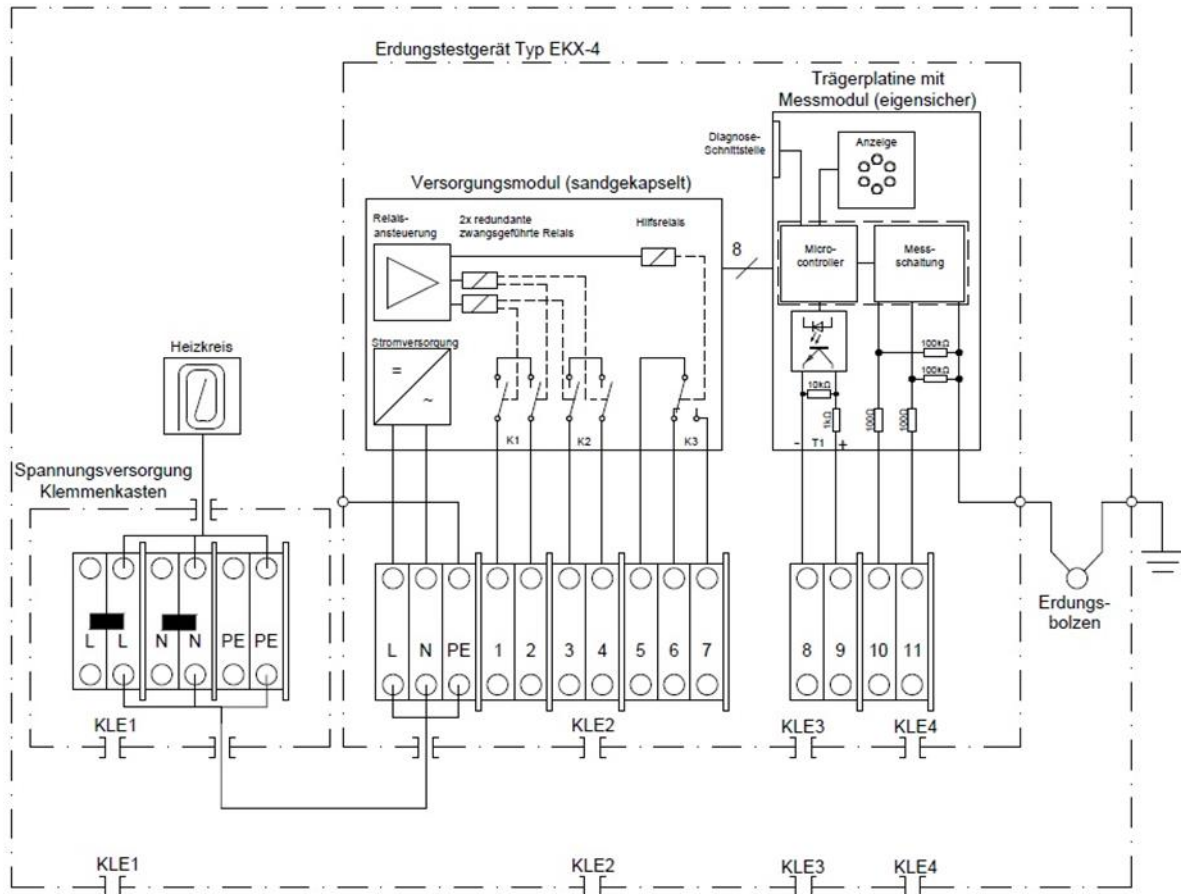 Erdungstestgerät Typ EKX-4
Trägerplatine mit
Messmodul (eigensicher)
Diagnose-
Schnittstelle
Anzeige
Versorgungsmodul (sandgekapselt)
Relais-
ansteuerung
2x redundante
zwangsgeführte Relais
Hilfsrelais
8
Micro-
controller
Mess-
schaltung
Heizkreis
Stromversorgung
=
~
100kΩ
100kΩ
10kΩ
1kΩ
100Ω
100Ω
K1
K2
K3
- T1 +
Spannungsversorgung
Klemmenkasten
L L N N PE PE
L N PE 1 2 3 4 5 6 7
8 9 10 11
Erdungs-
bolzen
KLE1
KLE2
KLE3
KLE4
KLE1
KLE2
KLE3
KLE4